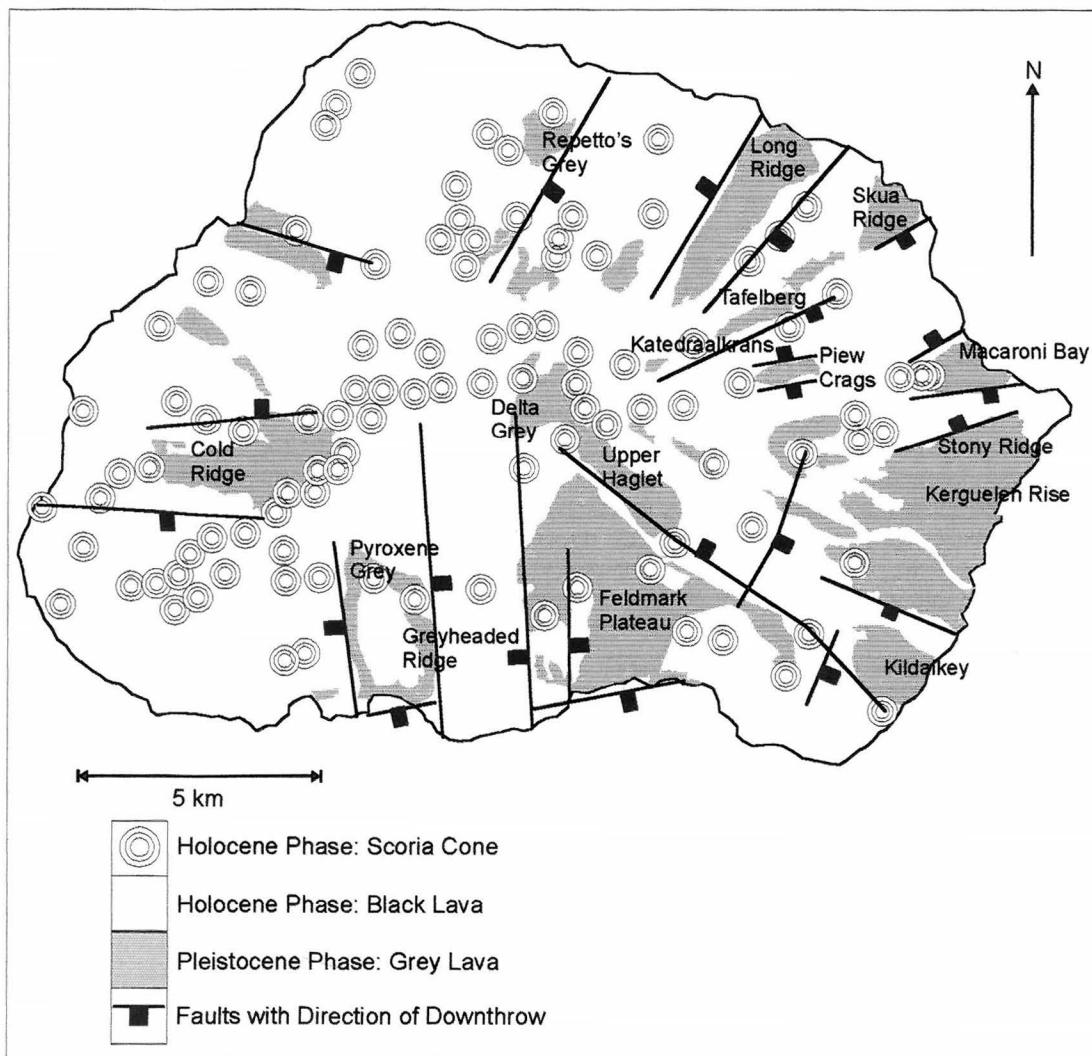 N
Repetto's
Grey
Long
Ridge
Skua
Ridge
Tafelberg
Katedraalkrans
Piew
Crags
Macaroni Bay
Delta
Grey
Cold
Ridge
Upper
Haglet
Stony Ridge
Kerguelen Rise
Pyroxene
Grey
Feldmark
Plateau
Greyheaded
Ridge
Kildalkey
5 km
Holocene Phase: Scoria Cone
Holocene Phase: Black Lava
Pleistocene Phase: Grey Lava
Faults with Direction of Downthrow